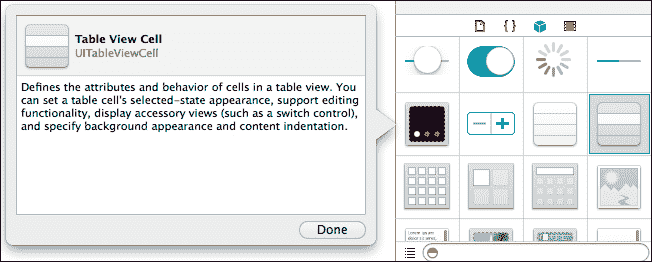 Table View Cell
UITableViewCell
Defines the attributes and behavior of cells in a table view. You
can set a table cell's selected-state appearance, support editing
functionality, display accessory views (such as a switch control),
and specify background appearance and content indentation.
Done
{ }